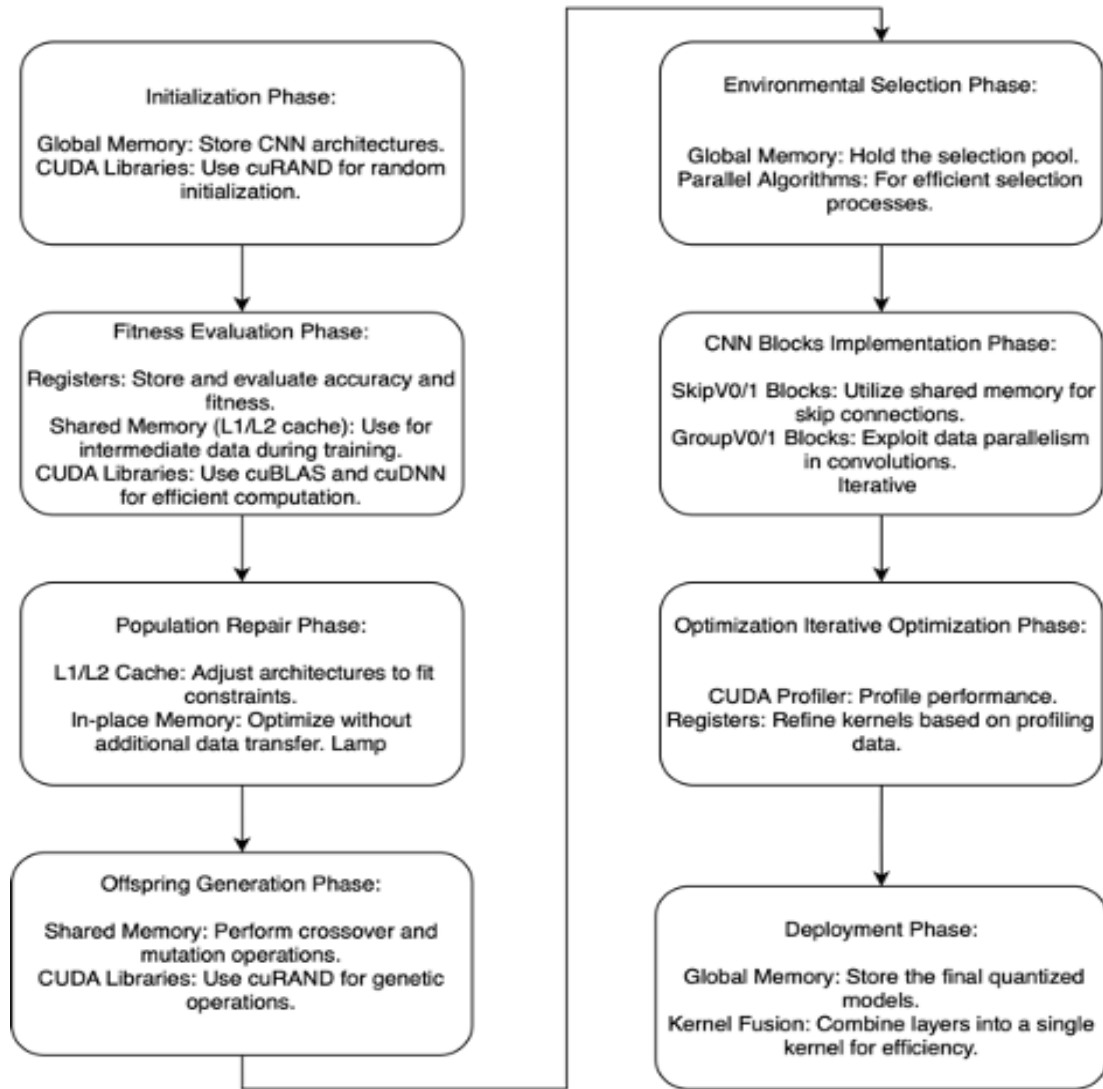 Initialization Phase:
Global Memory: Store CNN architectures.
CUDA Libraries: Use cuRAND for random
initialization.
Fitness Evaluation Phase:
Registers: Store and evaluate accuracy and
fitness.
Shared Memory (L1/L2 cache): Use for
intermediate data during training.
CUDA Libraries: Use cuBLAS and cuDNN
for efficient computation.
Population Repair Phase:
L1/L2 Cache: Adjust architectures to fit
constraints.
In-place Memory: Optimize without
additional data transfer. Lamp
Offspring Generation Phase:
Shared Memory: Perform crossover and
mutation operations.
CUDA Libraries: Use cuRAND for genetic
operations.
Environmental Selection Phase:
Global Memory: Hold the selection pool.
Parallel Algorithms: For efficient selection
processes.
CNN Blocks Implementation Phase:
SkipV0/1 Blocks: Utilize shared memory for
skip connections.
GroupV0/1 Blocks: Exploit data parallelism
in convolutions.
Iterative
Optimization Iterative Optimization Phase:
CUDA Profiler: Profile performance.
Registers: Refine kernels based on profiling
data.
Deployment Phase:
Global Memory: Store the final quantized
models.
Kernel Fusion: Combine layers into a single
kernel for efficiency.